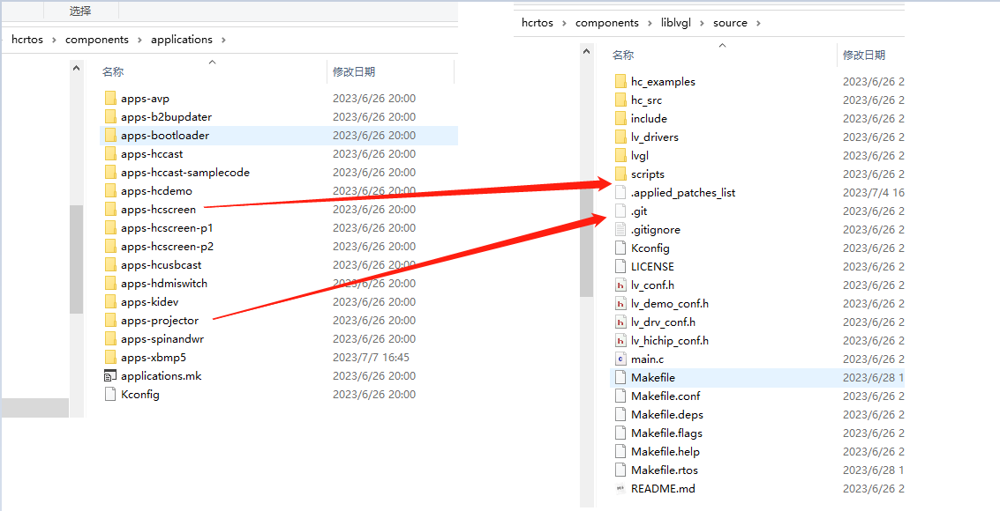 选择
hcrtos > components > applications >
名称 修改日期
apps-avp 2023/6/26 20:00
apps-b2bupdater 2023/6/26 20:00
apps-bootloader 2023/6/26 20:00
apps-hccast 2023/6/26 20:00
apps-hccast-samplecode 2023/6/26 20:00
apps-hcdemo 2023/6/26 20:00
apps-hcscreen 2023/6/26 20:00
apps-hcscreen-p1 2023/6/26 20:00
apps-hcscreen-p2 2023/6/26 20:00
apps-hcusbcast 2023/6/26 20:00
apps-hdmiswitch 2023/6/26 20:00
apps-kidev 2023/6/26 20:00
apps-projector 2023/6/26 20:00
apps-spinandwr 2023/6/26 20:00
apps-xbmp5 2023/7/7 16:45
applications.mk 2023/6/26 20:00
Kconfig 2023/6/26 20:00
hcrtos > components > liblvgl > source >
名称 修改日期
hc_examples 2023/6/26 2
hc_src 2023/6/26 2
include 2023/6/26 2
lv_drivers 2023/6/26 2
lvgl 2023/6/26 2
scripts 2023/6/26 2
.applied_patches_list 2023/7/4 16
.git 2023/6/26 2
.gitignore 2023/6/26 2
Kconfig 2023/6/26 2
LICENSE 2023/6/26 2
lv_conf.h 2023/6/26 2
lv_demo_conf.h 2023/6/26 2
lv_drv_conf.h 2023/6/26 2
lv_hichip_conf.h 2023/6/26 2
main.c 2023/6/26 2
Makefile 2023/6/28 1
Makefile.conf 2023/6/26 2
Makefile.deps 2023/6/26 2
Makefile.flags 2023/6/26 2
Makefile.help 2023/6/26 2
Makefile.rtos 2023/6/28 1
README.md 2023/6/26 2